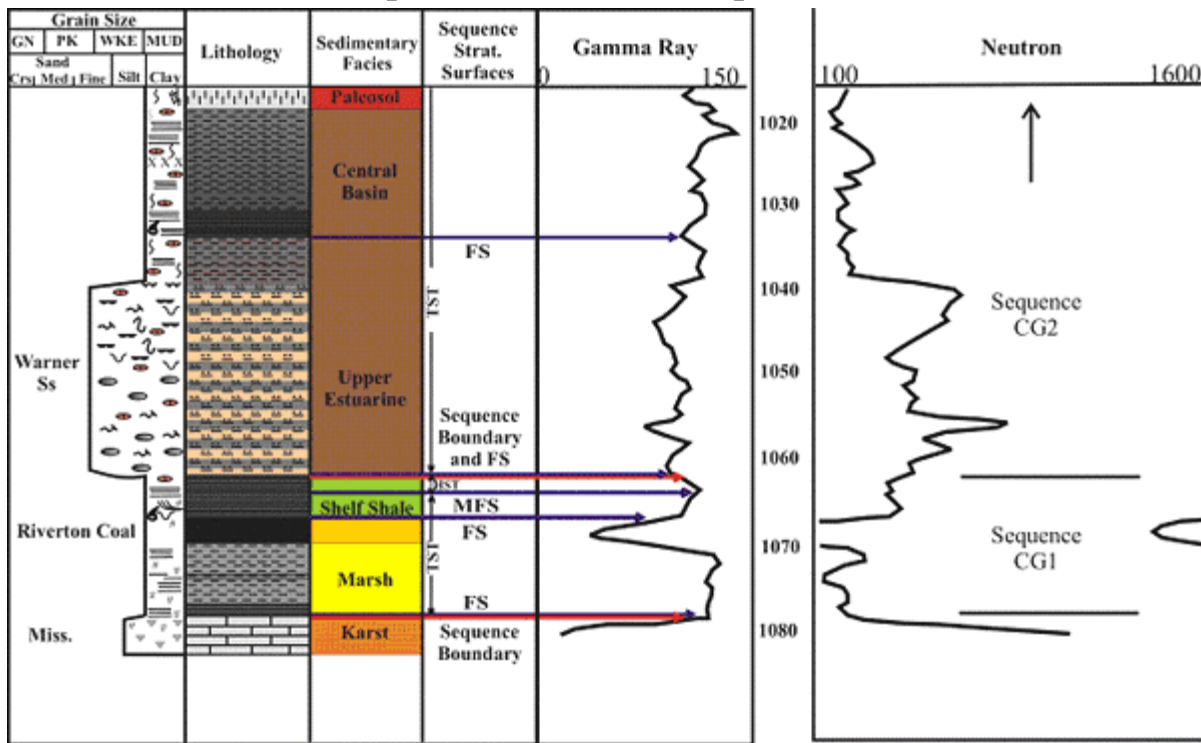 Grain Size
GN PK WKE MUD
Sand
Crs Med Fine Silt Clay
Lithology
Sedimentary
Facies
Sequence
Strat.
Surfaces
Gamma Ray
0 150
Neutron
100 1600
Paleosol
Central
Basin
FS
TST
Warner
Ss
Upper
Estuarine
Sequence
Boundary
and FS
Shelf Shale
MFS
Riverton Coal
FS
TST
Marsh
FS
Miss.
Karst
Sequence
Boundary
1020
1030
1040
1050
1060
1070
1080
Sequence
CG2
Sequence
CG1